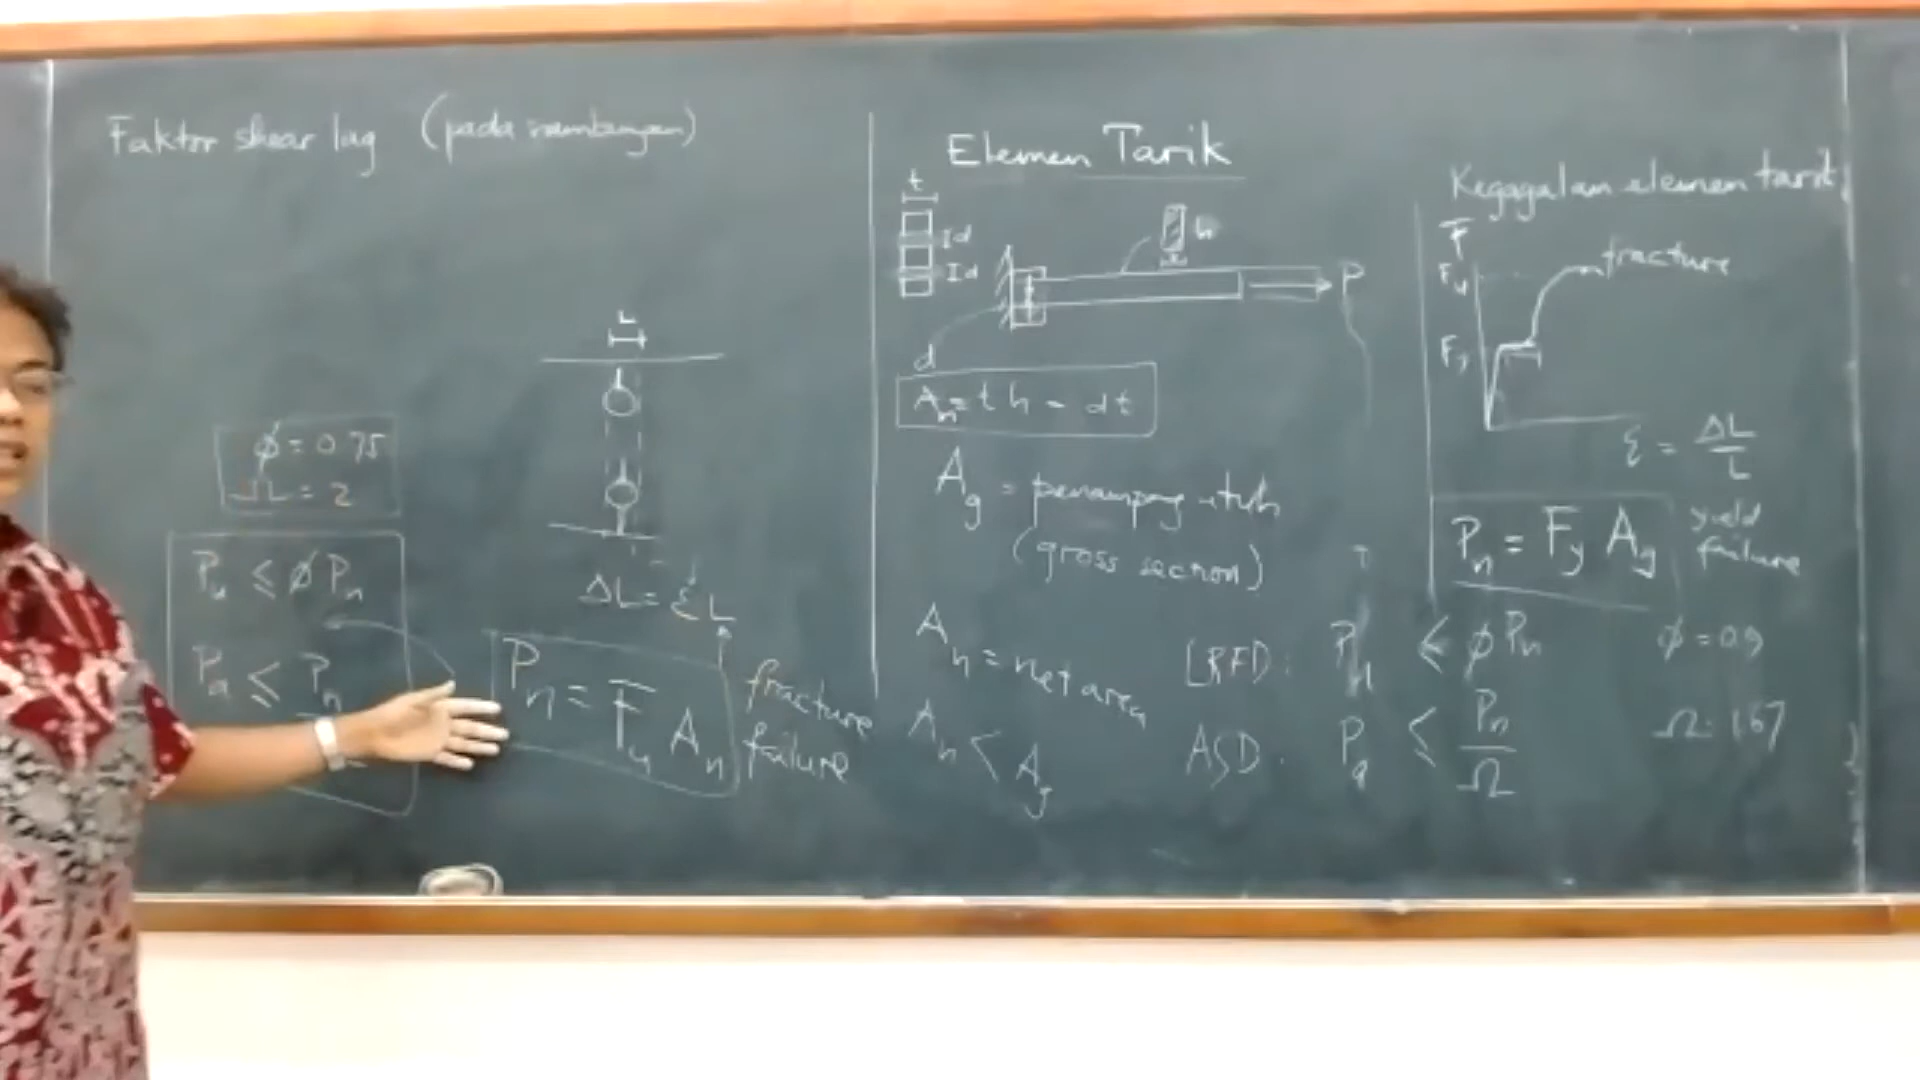 Faktor shear lag (pada sambungan)
L
φ = 0.75
Ω = 2
Pu ≤ φ Pn
Pa ≤ Pn
ΔL = ε L
Pn = Fu An
fracture
failure
Elemen Tarik
t
Id
Id
h
P
d
An = t h - dt
Ag = penampang utuh
(gross section)
An = net area
An < Ag
LRFD: Pu ≤ φ Pn
φ = 0.9
ASD: Pa ≤ Pn
Ω
Ω = 1.67
Kegagalan elemen tarik
F
Fu
fracture
Fy
ε = ΔL
L
Pn = Fy Ag
yield
failure